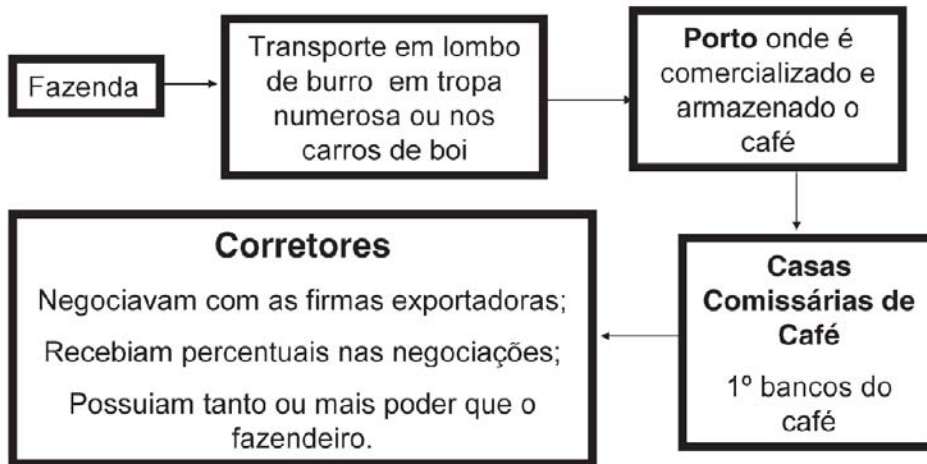 Fazenda
Transporte em lombo
de burro em tropa
numerosa ou nos
carros de boi
Porto onde é
comercializado e
armazenado o
café
Casas
Comissárias de
Café
1º bancos do
café
Corretores
Negociavam com as firmas exportadoras;
Recebiam percentuais nas negociações;
Possuiam tanto ou mais poder que o
fazendeiro.